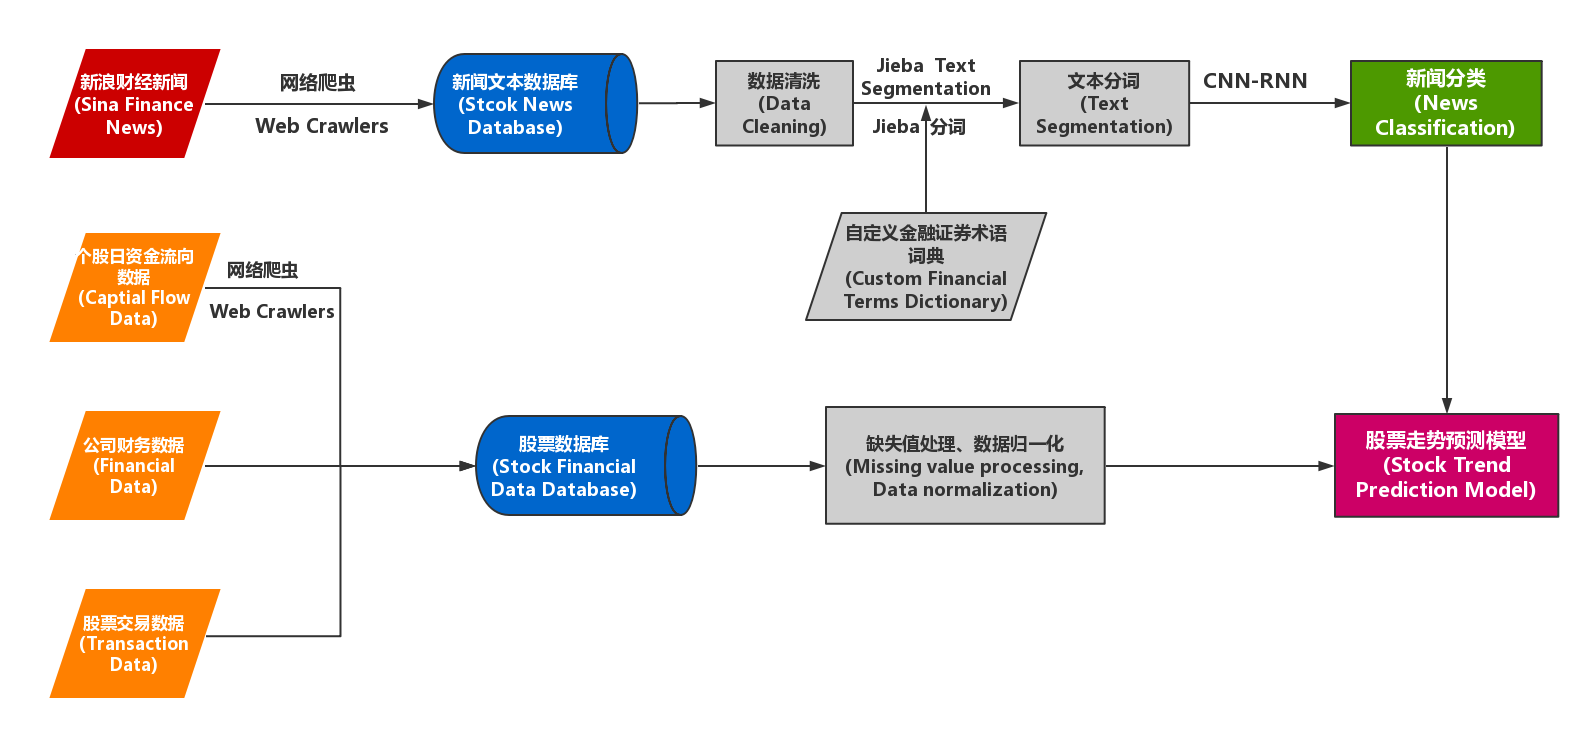 新浪财经新闻
(Sina Finance
News)
网络爬虫
Web Crawlers
新闻文本数据库
(Stcok News
Database)
数据清洗
(Data
Cleaning)
Jieba Text
Segmentation
Jieba 分词
文本分词
(Text
Segmentation)
CNN-RNN
新闻分类
(News
Classification)
自定义金融证券术语
词典
(Custom Financial
Terms Dictionary)
个股日资金流向
数据
(Captial Flow
Data)
网络爬虫
Web Crawlers
公司财务数据
(Financial
Data)
股票数据库
(Stock Financial
Data Database)
缺失值处理、数据归一化
(Missing value processing,
Data normalization)
股票走势预测模型
(Stock Trend
Prediction Model)
股票交易数据
(Transaction
Data)